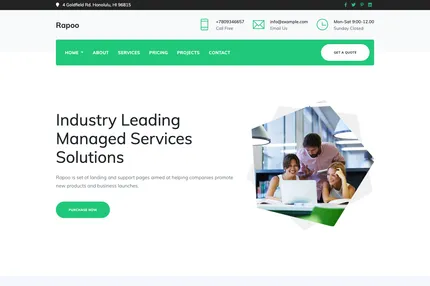 4 Goldfield Rd. Honolulu, HI 96815
Rapoo
+7809346657
Call Free
info@example.com
Email Us
Mon-Sat 9:00-12.00
Sunday Closed
HOME ABOUT SERVICES PRICING PROJECTS CONTACT
GET A QUOTE
Industry Leading
Managed Services
Solutions
Rapoo is set of landing and support pages aimed at helping companies promote
new products and business launches.
PURCHASE NOW